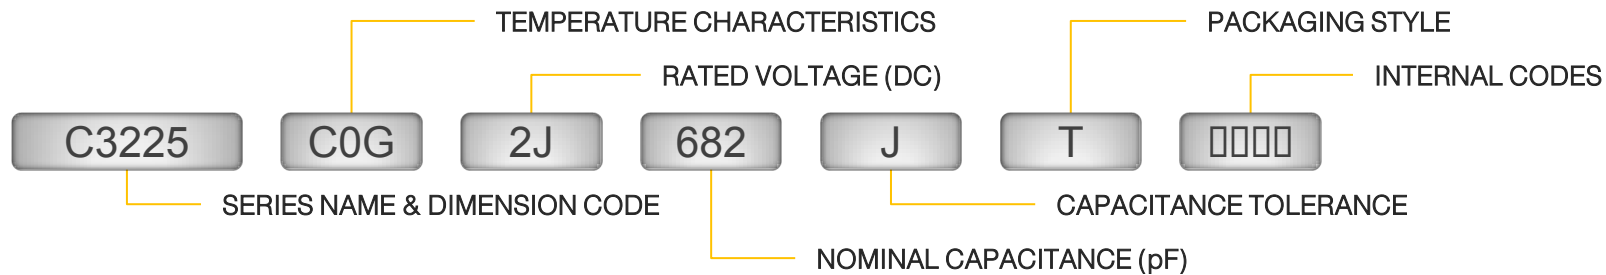 TEMPERATURE CHARACTERISTICS
PACKAGING STYLE
RATED VOLTAGE (DC)
INTERNAL CODES
C3225 C0G 2J 682 J T ▯▯▯▯
SERIES NAME & DIMENSION CODE
CAPACITANCE TOLERANCE
NOMINAL CAPACITANCE (pF)